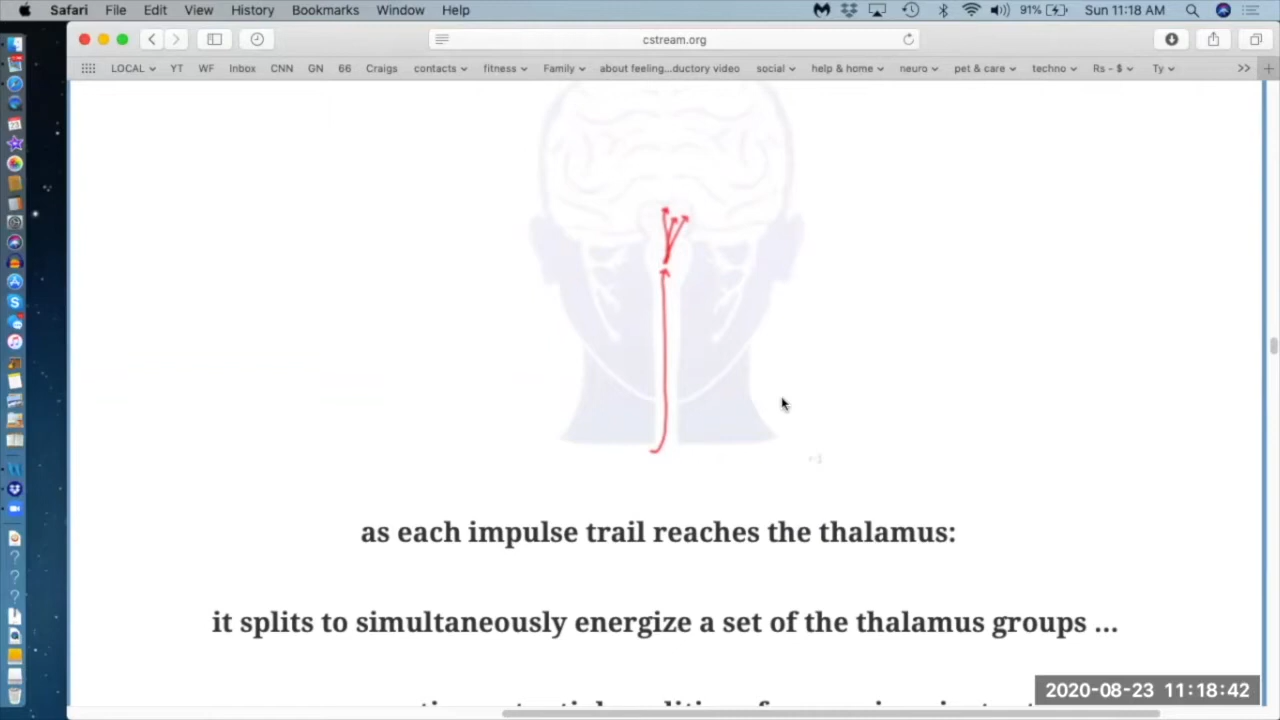 Safari File Edit View History Bookmarks Window Help 91% Sun 11:18 AM
cstream.org
LOCAL YT WF Inbox CNN GN 66 Craigs contacts fitness Family about feeling...ductory video social help & home neuro pet & care techno Rs - $ Ty >> +
as each impulse trail reaches the thalamus:
it splits to simultaneously energize a set of the thalamus groups ...
2020-08-23 11:18:42